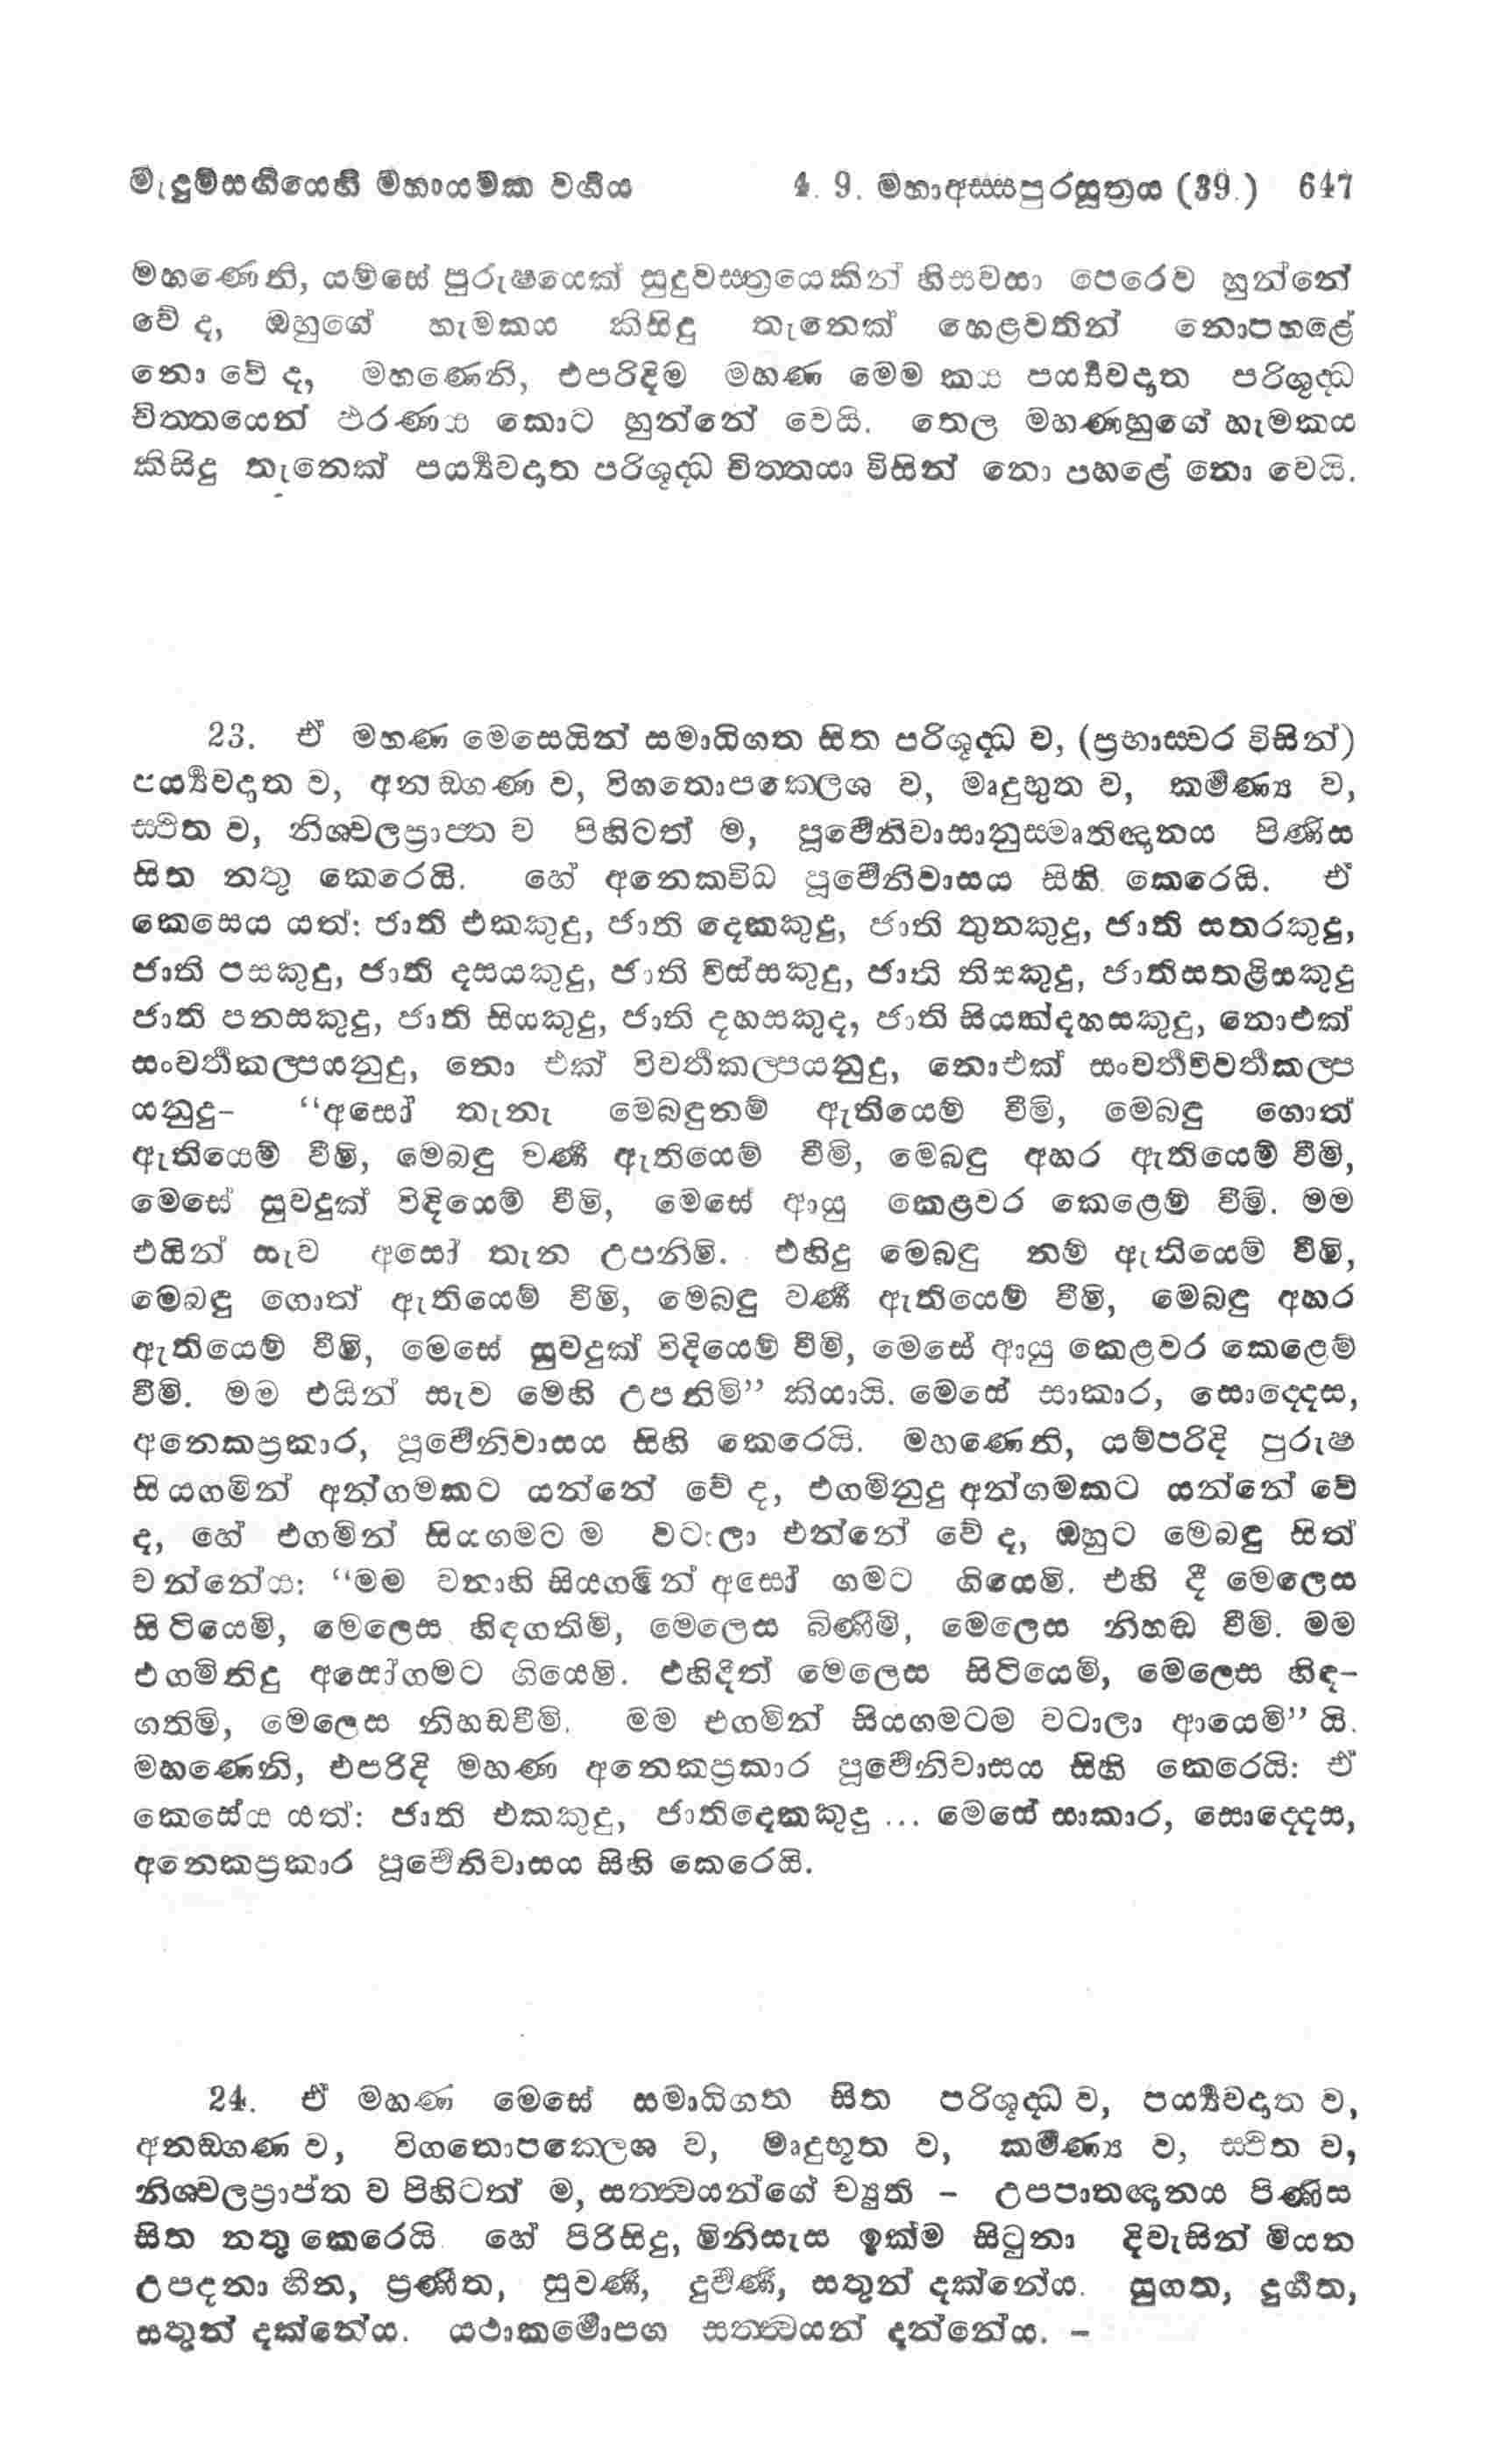 මැදුම්සඟියෙහි මහායමක වර්‍ගය 4. 9. මහාඅස්සපුරසූත්‍රය (39.) 647
මහණෙනි, යම්සේ පුරුෂයෙක් සුදුවස්ත්‍රයෙකින් හිසවසා පෙරෙව හුන්නේ
වේ ද, ඔහුගේ හැමකය කිසිදු තැනෙක් හෙළවතින් නොපහළේ
නො වේ ද, මහණෙනි, එපරිදිම මහණ මෙම කය පර්‍ය්‍යවදාත පරිශුද්ධ
චිත්තයෙන් ඵරණය කොට හුන්නේ වෙයි. තෙල මහණහුගේ හැමකය
කිසිදු තැනෙක් පර්‍ය්‍යවදාත පරිශුද්ධ චිත්තයා විසින් නො පහළේ නො වෙයි.
23. ඒ මහණ මෙසෙයින් සමාධිගත සිත පරිශුද්ධ ව, (ප්‍රභාස්වර විසින්)
පර්‍ය්‍යවදාත ව, අනඞ්ගණ ව, විගතොපක්ලෙශ ව, මෘදුභූත ව, කර්‍මණ්‍ය ව,
ස්ථිත ව, නිශ්චලප්‍රාප්ත ව පිහිටත් ම, පූර්‍වෙනිවාසානුස්මෘතිඥානය පිණිස
සිත නතු කෙරෙයි. හේ අනෙකවිධ පූර්‍වෙනිවාසය සිහි කෙරෙයි. ඒ
කෙසෙය යත්: ජාති එකකුදු, ජාති දෙකකුදු, ජාති තුනකුදු, ජාති සතරකුදු,
ජාති පසකුදු, ජාති දසයකුදු, ජාති විස්සකුදු, ජාති තිසකුදු, ජාතිසතළිසකුදු
ජාති පනසකුදු, ජාති සියකුදු, ජාති දහසකුද, ජාති සියක්දහසකුදු, නොඑක්
සංවර්‍තකල්පයනුදු, නො එක් විවර්‍තකල්පයනුදු, නොඑක් සංවර්‍තවිවර්‍තකල්ප
යනුදු- “අසෝ තැනැ මෙබඳුනම් ඇතියෙම් වීමි, මෙබඳු ගොත්
ඇතියෙම් වීමි, මෙබඳු වර්‍ණ ඇතියෙම් වීමි, මෙබඳු අහර ඇතියෙම් වීමි,
මෙසේ සුවදුක් විඳියෙම් වීමි, මෙසේ ආයු කෙළවර කෙළෙම් වීමි. මම
එයින් සැව අසෝ තැන උපනිමි. එහිදු මෙබඳු නම් ඇතියෙම් වීමි,
මෙබඳු ගොත් ඇතියෙම් වීමි, මෙබඳු වර්‍ණ ඇතියෙම් වීමි, මෙබඳු අහර
ඇතියෙම් වීමි, මෙසේ සුවදුක් විදියෙම් වීමි, මෙසේ ආයු කෙළවර කෙළෙම්
වීමි. මම එයින් සැව මෙහි උපනිමි” කියායි. මෙසේ සාකාර, සොද්දෙස,
අනෙකප්‍රකාර, පූර්‍වෙනිවාසය සිහි කෙරෙයි. මහණෙනි, යම්පරිදි පුරුෂ
සියගමින් අන්ගමකට යන්නේ වේ ද, එගමිනුදු අන්ගමකට යන්නේ වේ
ද, හේ එගමින් සියගමට ම වටාලා එන්නේ වේ ද, ඔහුට මෙබඳු සිත්
වන්නේය: “මම වනාහි සියගමින් අසෝ ගමට ගියෙමි. එහි දී මෙලෙස
සිටියෙමි, මෙලෙස හිඳගතිමි, මෙලෙස බිණීමි, මෙලෙස නිහඬ වීමි. මම
එගමිනිදු අසෝගමට ගියෙමි. එහිදීත් මෙලෙස සිටියෙමි, මෙලෙස හිඳ-
ගතිමි, මෙලෙස නිහඬවීමි. මම එගමින් සියගමටම වටාලා ආයෙමි” යි.
මහණෙනි, එපරිදි මහණ අනෙකප්‍රකාර පූර්‍වෙනිවාසය සිහි කෙරෙයි: ඒ
කෙසේය යත්: ජාති එකකුදු, ජාතිදෙකකුදු ... මෙසේ සාකාර, සොද්දෙස,
අනෙකප්‍රකාර පූර්‍වෙනිවාසය සිහි කෙරෙයි.
24. ඒ මහණ මෙසේ සමාධිගත සිත පරිශුද්ධ ව, පර්‍ය්‍යවදාත ව,
අනඞ්ගණ ව, විගතොපක්ලෙශ ව, මෘදුභූත ව, කර්‍මණ්‍ය ව, ස්ථිත ව,
නිශ්චලප්‍රාප්ත ව පිහිටත් ම, සත්ත්වයන්ගේ ච්‍යුති – උපපාතඥානය පිණිස
සිත නතු කෙරෙයි. හේ පිරිසිදු, මිනිසැස ඉක්ම සිටුනා දිවැසින් මියන
උපදනා හීන, ප්‍රණීත, සුවර්‍ණ, දුර්‍වර්‍ණ, සතුන් දක්නේය. සුගත, දුර්‍ගත,
සතුන් දක්නේය. යථාකර්‍මොපග සත්ත්වයන් දන්නේය. –